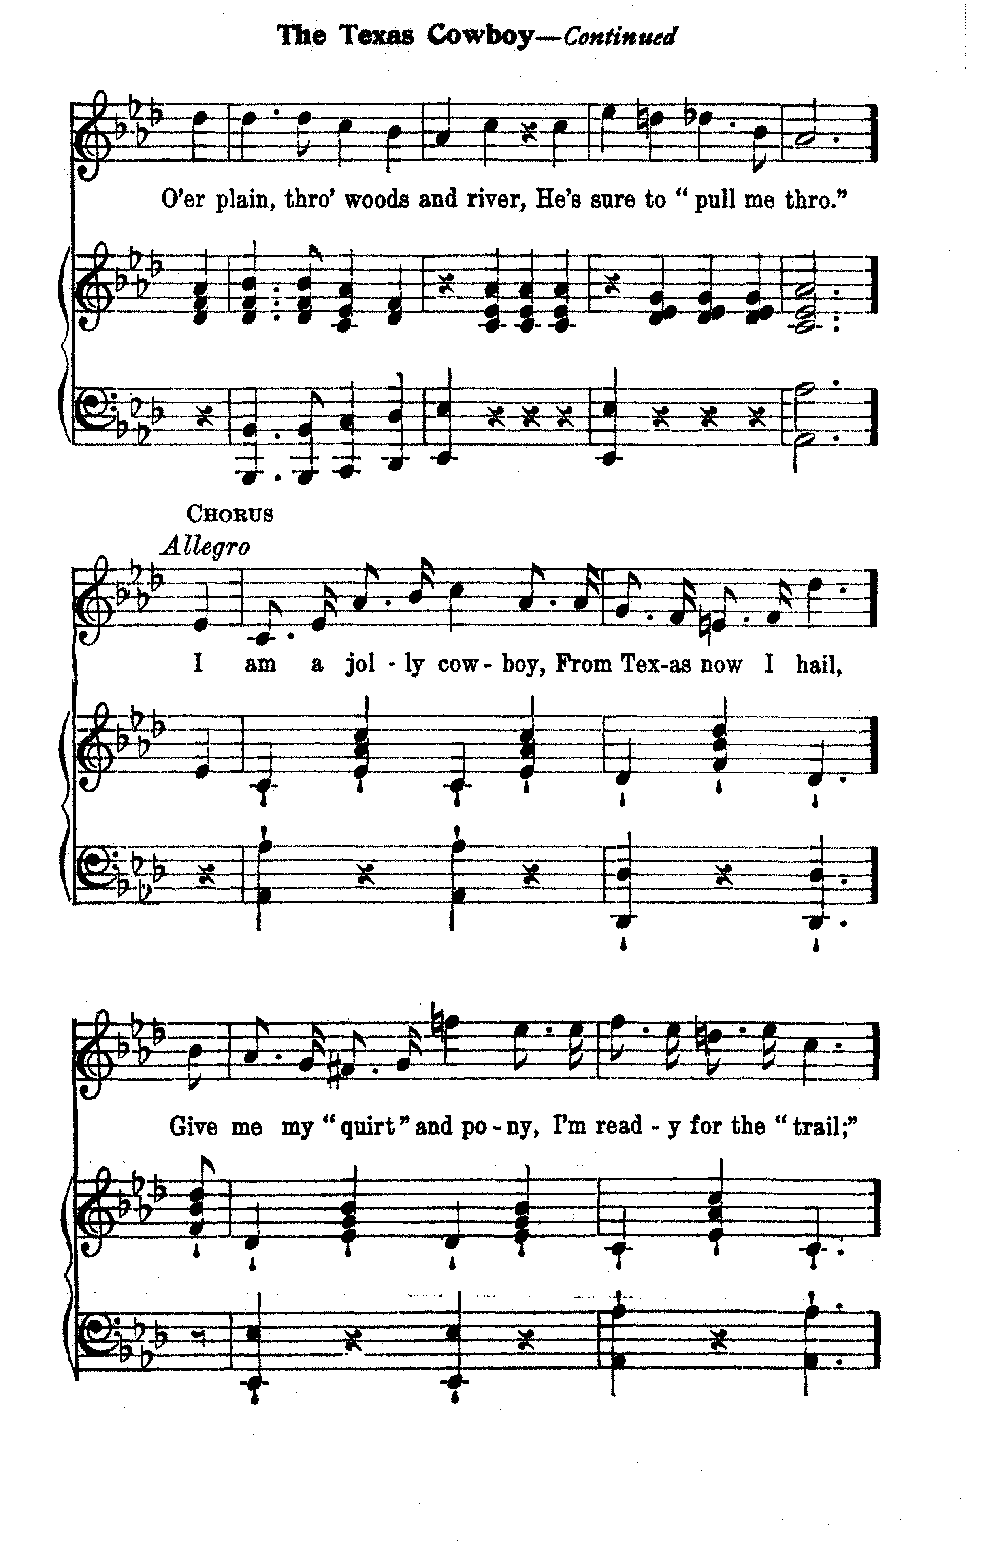 The Texas Cowboy—Continued
O'er plain, thro' woods and river, He's sure to "pull me thro."
CHORUS
Allegro
I am a jol - ly cow - boy, From Tex-as now I hail,
Give me my "quirt" and po - ny, I'm read - y for the "trail;"